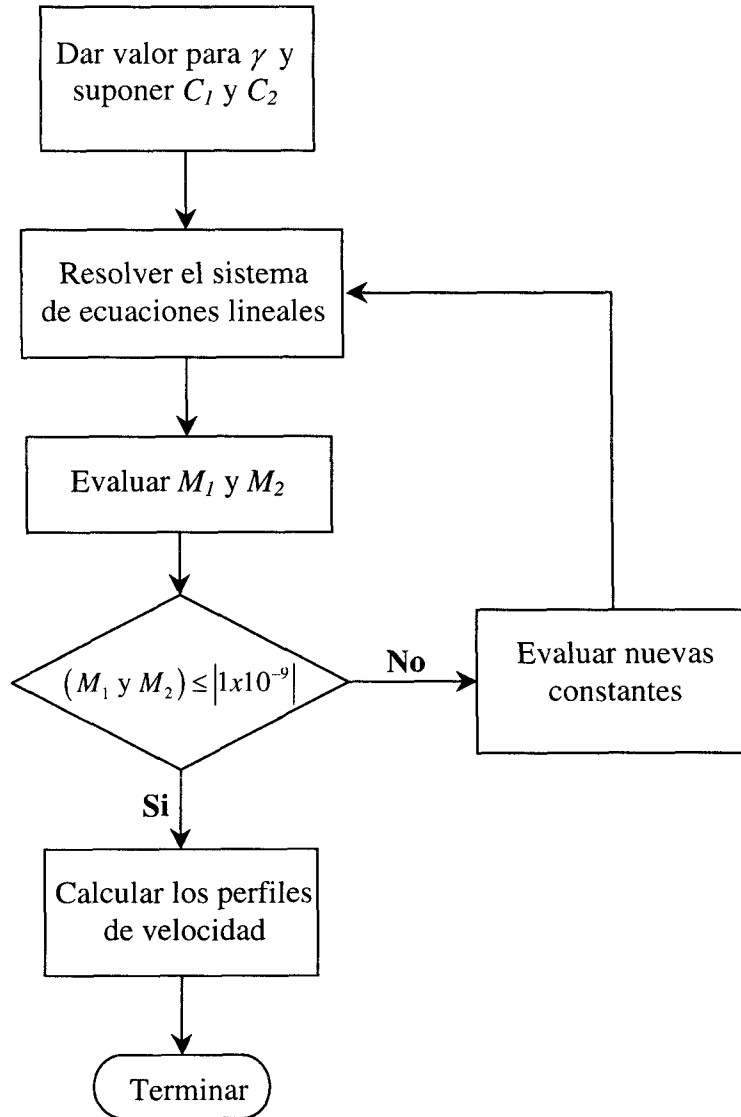 Dar valor para γ y
suponer C₁ y C₂
Resolver el sistema
de ecuaciones lineales
Evaluar M₁ y M₂
(M₁ y M₂) ≤ |1x10⁻⁹|
No
Evaluar nuevas
constantes
Si
Calcular los perfiles
de velocidad
Terminar